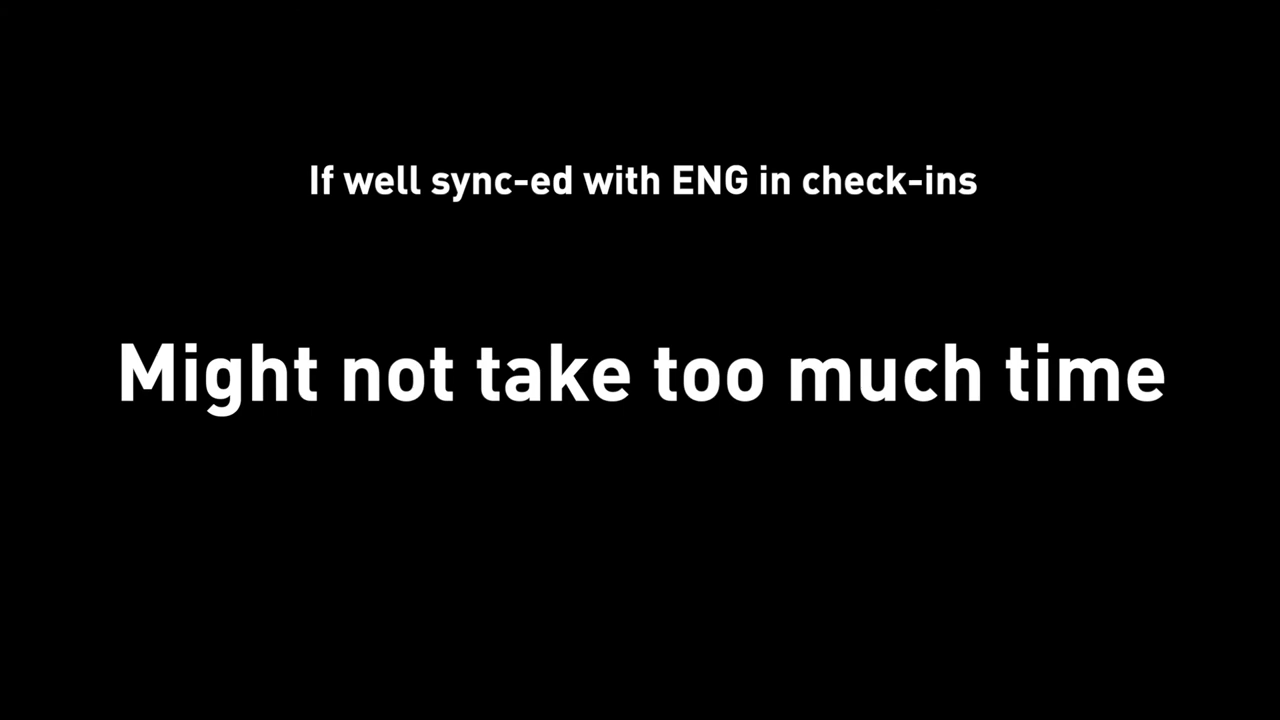 If well sync-ed with ENG in check-ins
Might not take too much time